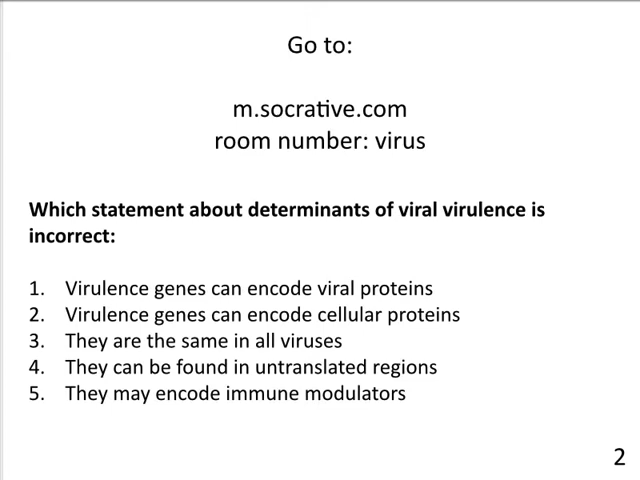 Go to:
m.socrative.com
room number: virus
Which statement about determinants of viral virulence is
incorrect:
1. Virulence genes can encode viral proteins
2. Virulence genes can encode cellular proteins
3. They are the same in all viruses
4. They can be found in untranslated regions
5. They may encode immune modulators
2